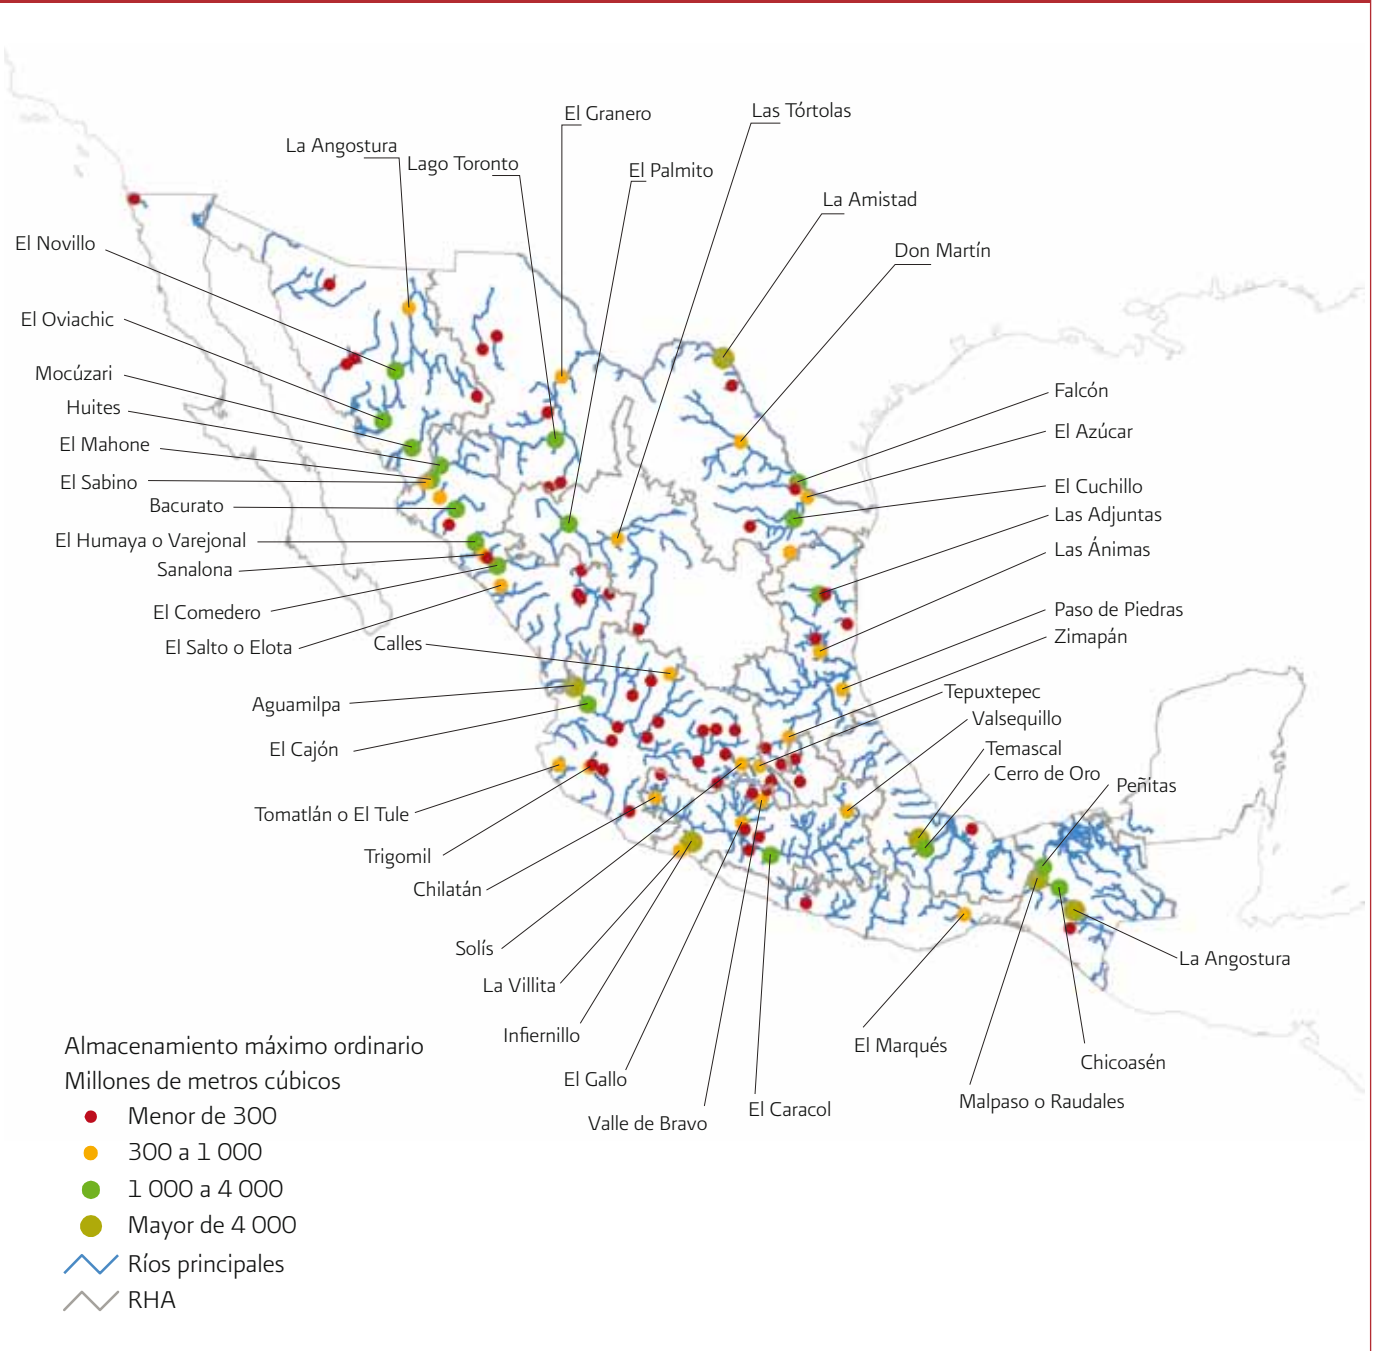 El Granero
Las Tórtolas
La Angostura
Lago Toronto
El Palmito
La Amistad
Don Martín
El Novillo
El Oviachic
Mocúzari
Huites
El Mahone
El Sabino
Bacurato
El Humaya o Varejonal
Sanalona
El Comedero
El Salto o Elota
Calles
Aguamilpa
El Cajón
Tomatlán o El Tule
Trigomil
Chilatán
Solís
La Villita
Infiernillo
El Gallo
Valle de Bravo
El Caracol
Falcón
El Azúcar
El Cuchillo
Las Adjuntas
Las Ánimas
Paso de Piedras
Zimapán
Tepuxtepec
Valsequillo
Temascal
Cerro de Oro
Peñitas
La Angostura
El Marqués
Chicoasén
Malpaso o Raudales
Almacenamiento máximo ordinario
Millones de metros cúbicos
Menor de 300
300 a 1 000
1 000 a 4 000
Mayor de 4 000
Ríos principales
RHA